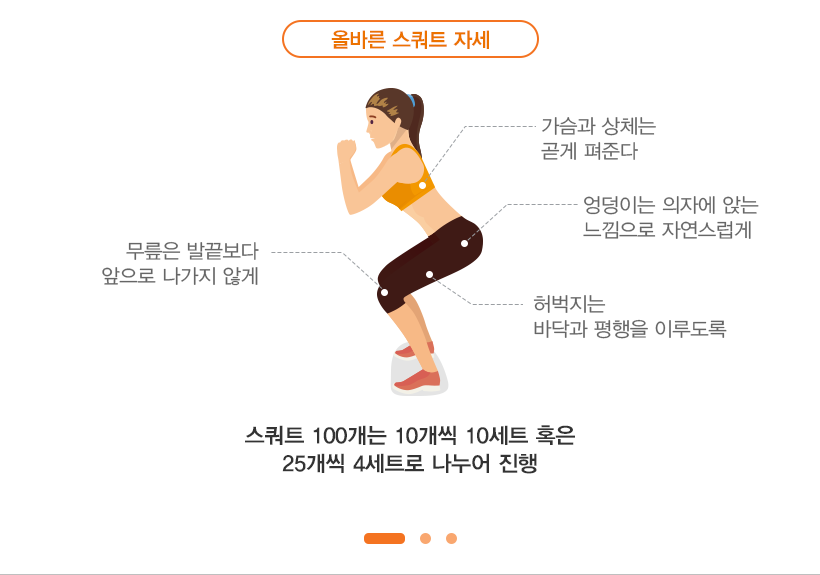 올바른 스쿼트 자세
가슴과 상체는
곧게 펴준다
엉덩이는 의자에 앉는
느낌으로 자연스럽게
무릎은 발끝보다
앞으로 나가지 않게
허벅지는
바닥과 평행을 이루도록
스쿼트 100개는 10개씩 10세트 혹은
25개씩 4세트로 나누어 진행